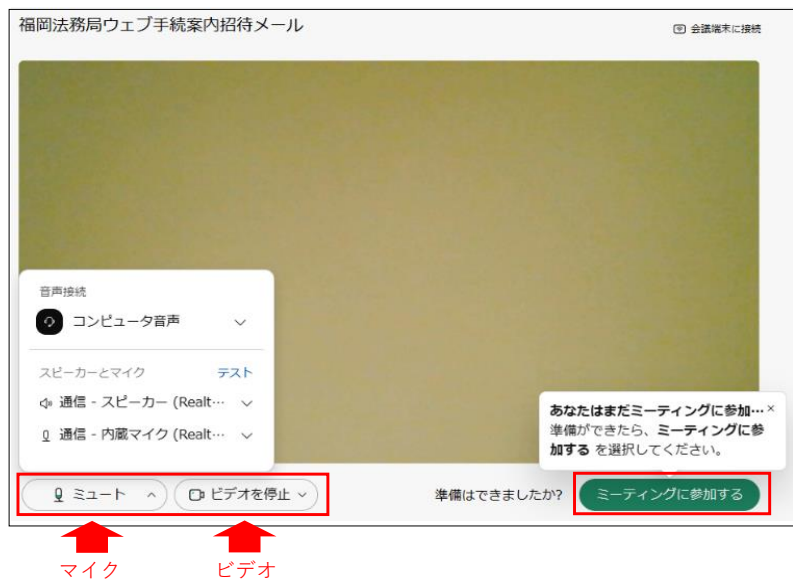 福岡法務局ウェブ手続案内招待メール
会議端末に接続
音声接続
コンピュータ音声
スピーカーとマイク テスト
通信 - スピーカー (Realt…
通信 - 内蔵マイク (Realt…
あなたはまだミーティングに参加… ×
準備ができたら、ミーティングに参
加する を選択してください。
ミュート ビデオを停止 準備はできましたか? ミーティングに参加する
マイク ビデオ